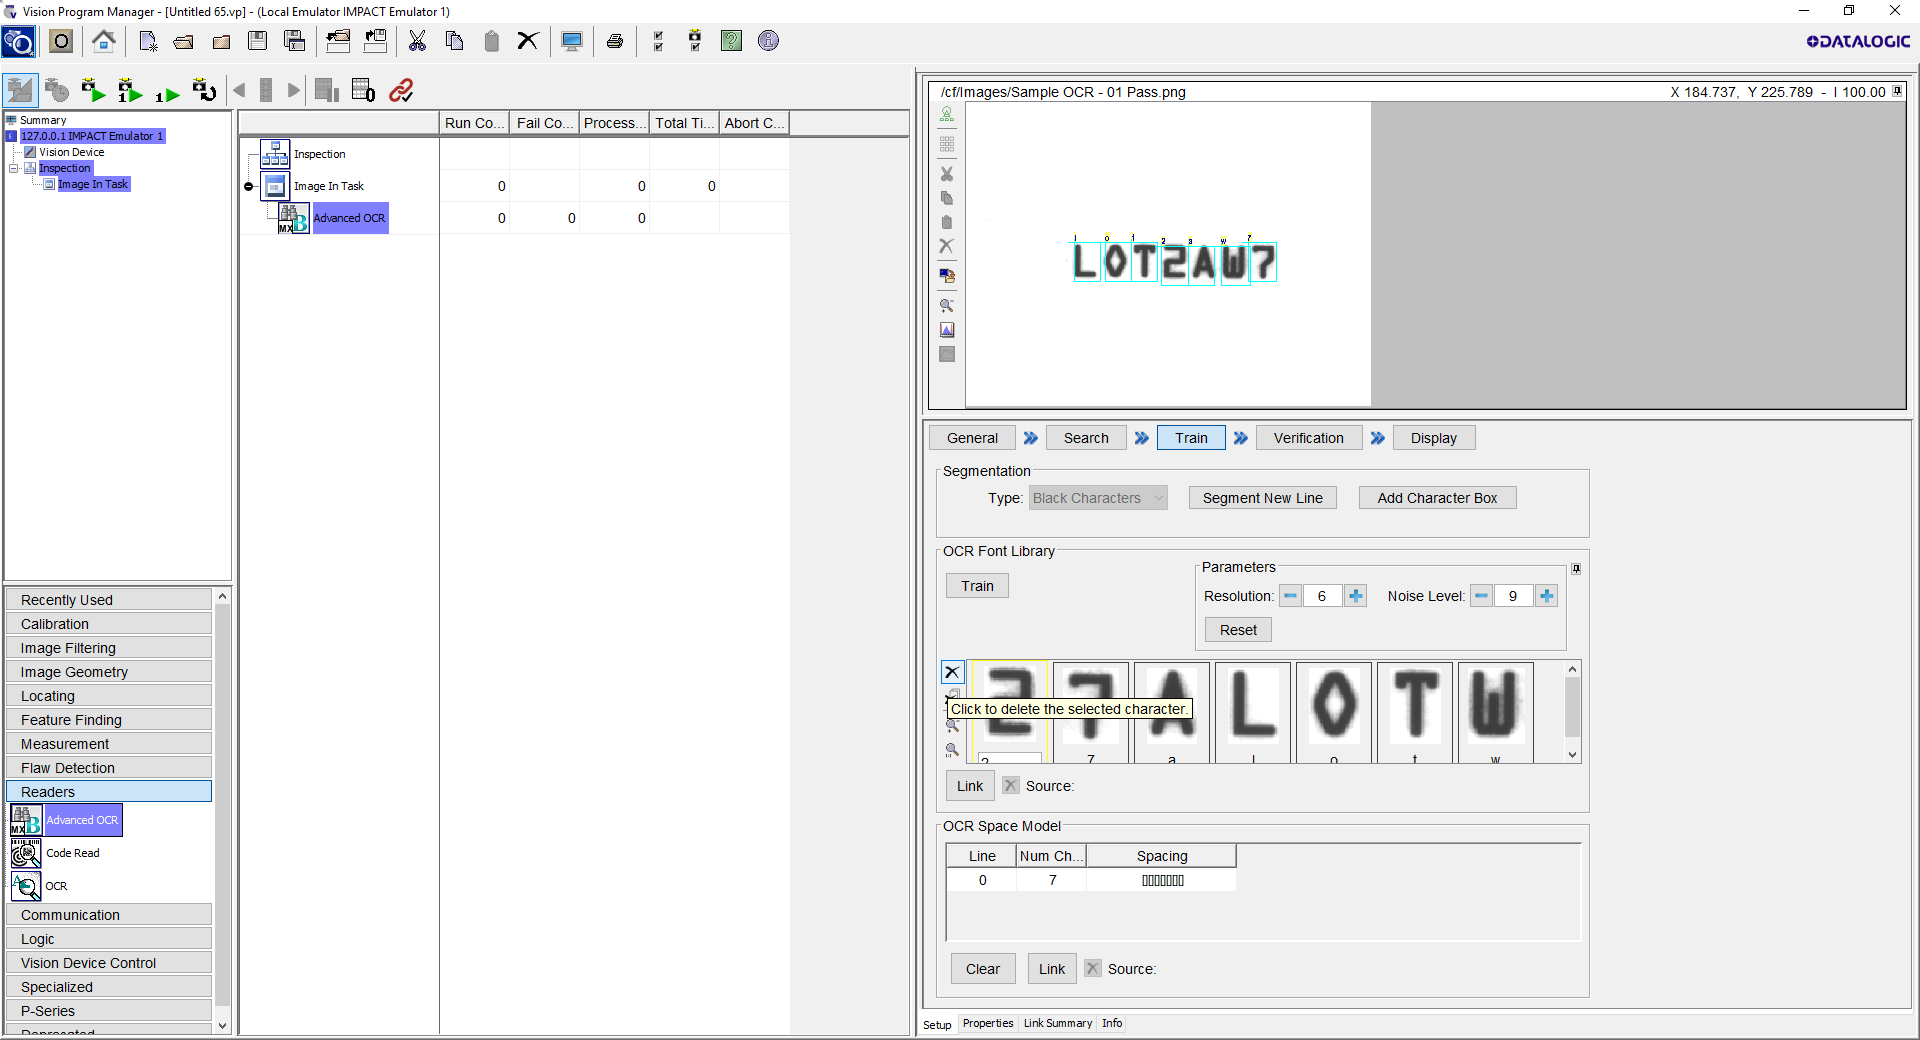 Vision Program Manager - [Untitled 65.vp] - (Local Emulator IMPACT Emulator 1)
DATALOGIC
Summary
127.0.0.1 IMPACT Emulator 1
Vision Device
Inspection
Image In Task
Recently Used
Calibration
Image Filtering
Image Geometry
Locating
Feature Finding
Measurement
Flaw Detection
Readers
MX B Advanced OCR
Code Read
OCR
Communication
Logic
Vision Device Control
Specialized
P-Series
Deprecated
Run Co... Fail Co... Process... Total Ti... Abort C...
Inspection
Image In Task 0 0 0
MX B Advanced OCR 0 0 0
/cf/Images/Sample OCR - 01 Pass.png X 184.737, Y 225.789 - I 100.00
LOT2AW7
General Search Train Verification Display
Segmentation
Type: Black Characters Segment New Line Add Character Box
OCR Font Library
Train
Parameters
Resolution: 6 Noise Level: 9
Reset
2 7 A L O T W
Click to delete the selected character.
2 7 a l o t w
Link Source:
OCR Space Model
Line Num Ch... Spacing
0 7
Clear Link Source:
Setup Properties Link Summary Info